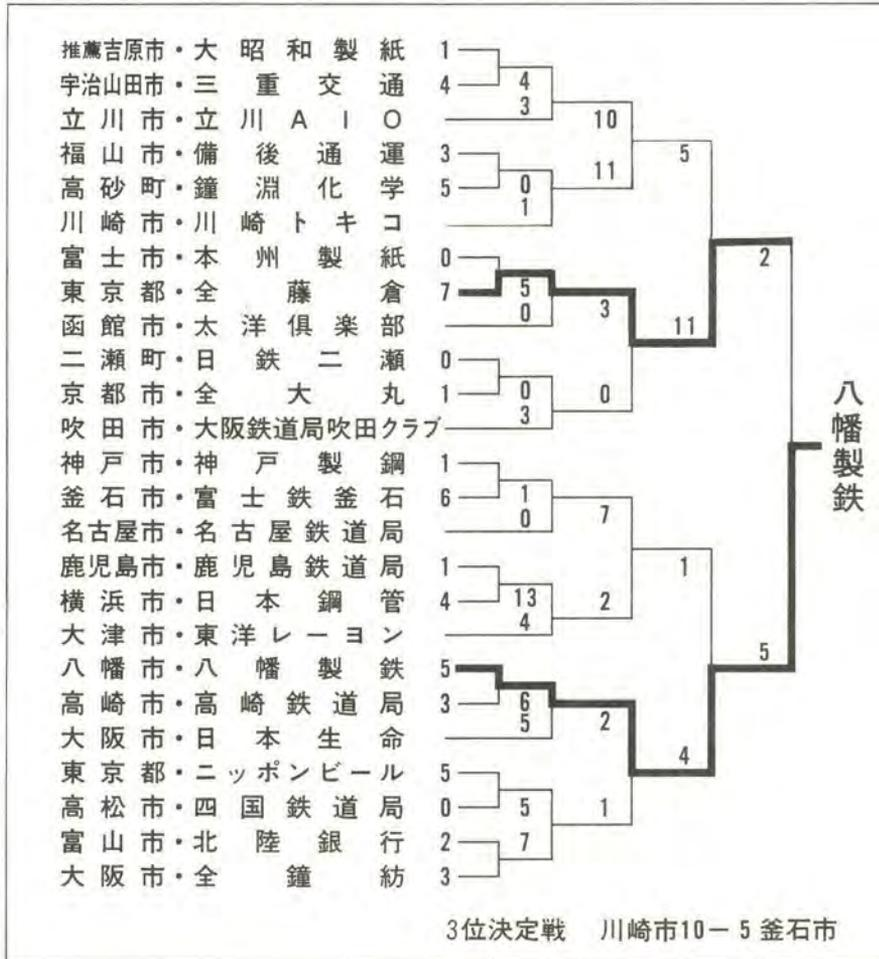 推薦吉原市・大昭和製紙 1
宇治山田市・三重交通 4
立川市・立川AIO
福山市・備後通運 3
高砂町・鐘淵化学 5
川崎市・川崎トキコ
富士市・本州製紙 0
東京都・全藤倉 7
函館市・太洋倶楽部
二瀬町・日鉄二瀬 0
京都市・全大丸 1
吹田市・大阪鉄道局吹田クラブ
神戸市・神戸製鋼 1
釜石市・富士鉄釜石 6
名古屋市・名古屋鉄道局
鹿児島市・鹿児島鉄道局 1
横浜市・日本鋼管 4
大津市・東洋レーヨン
八幡市・八幡製鉄 5
高崎市・高崎鉄道局 3
大阪市・日本生命
東京都・ニッポンビール 5
高松市・四国鉄道局 0
富山市・北陸銀行 2
大阪市・全鐘紡 3
4
3
0
1
5
0
0
3
1
0
13
4
6
5
5
7
10
11
3
0
7
2
2
1
5
11
1
4
2
5
八幡製鉄
3位決定戦 川崎市10－5釜石市